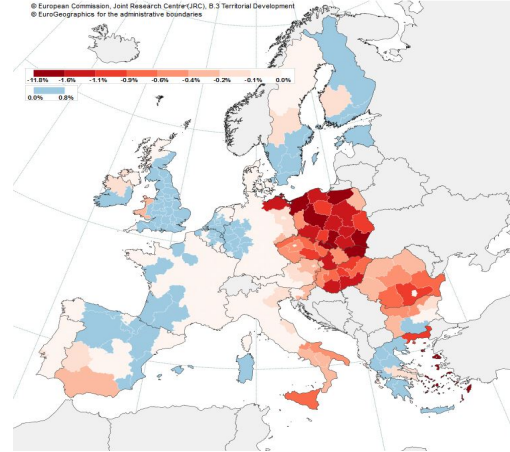 © European Commission, Joint Research Centre (JRC), B.3 Territorial Development
© EuroGeographics for the administrative boundaries
-11.8% -1.6% -1.1% -0.9% -0.6% -0.4% -0.2% -0.1% 0.0%
0.0% 0.8%